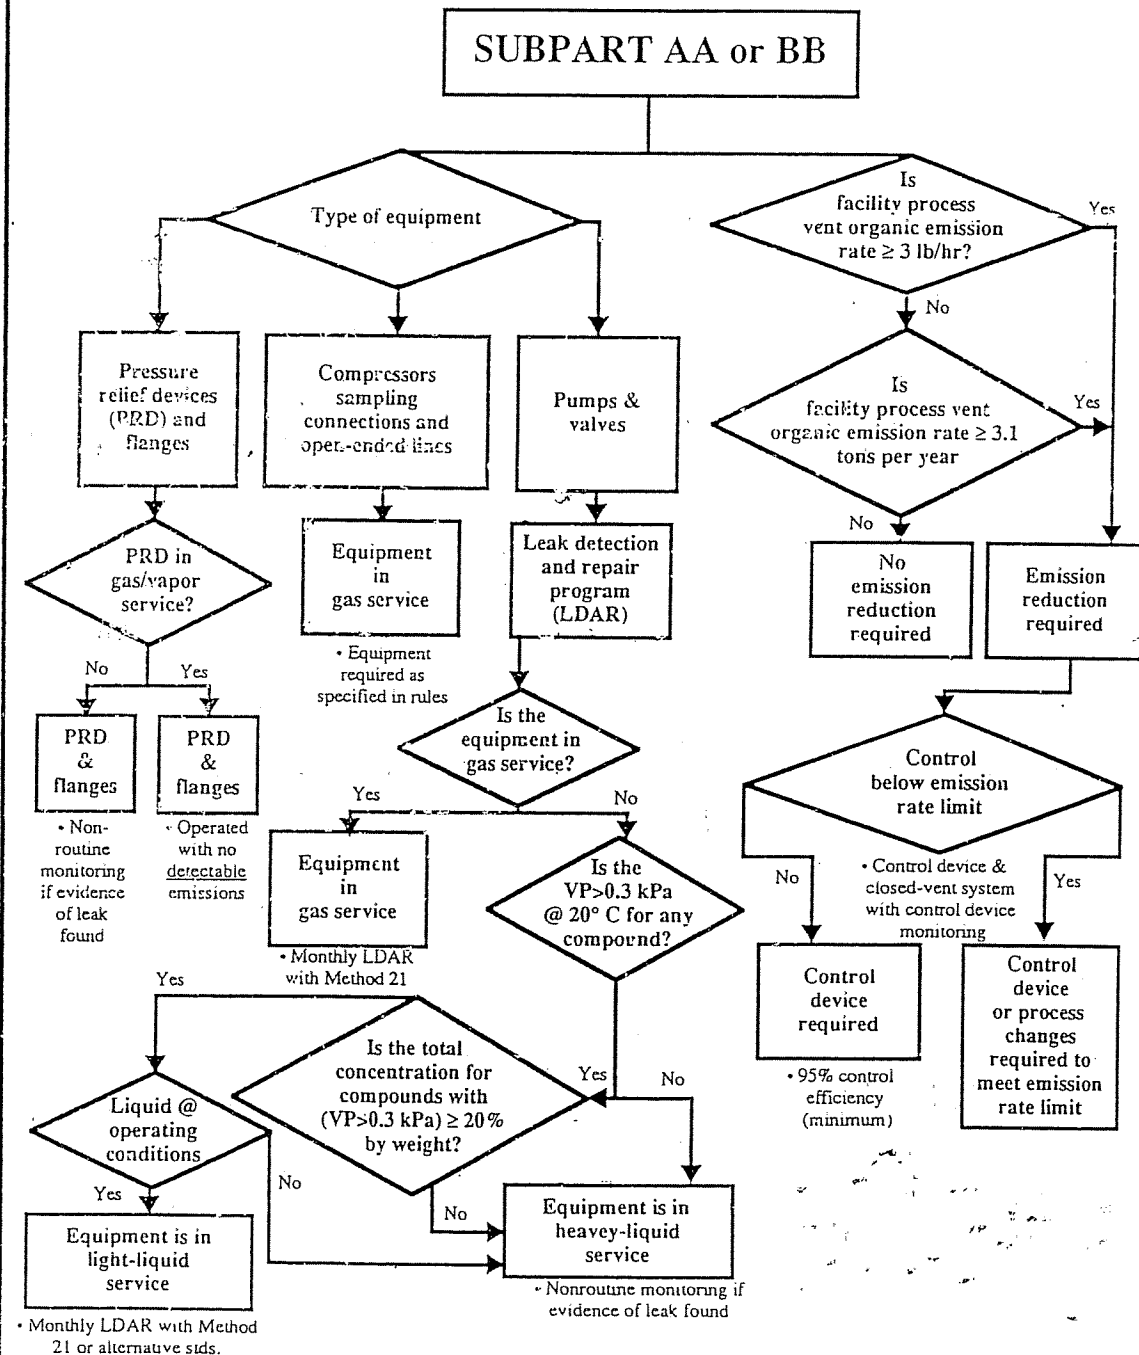 SUBPART AA or BB
Type of equipment
Is
facility process
vent organic emission
rate ≥ 3 lb/hr?
Yes
No
Pressure
relief devices
(PRD) and
flanges
Compressors
sampling
connections and
open-ended lines
Pumps &
valves
Is
facility process vent
organic emission rate ≥ 3.1
tons per year
Yes
No
PRD in
gas/vapor
service?
Equipment
in
gas service
• Equipment
required as
specified in rules
Leak detection
and repair
program
(LDAR)
No
emission
reduction
required
Emission
reduction
required
No
Yes
PRD
&
flanges
• Non-
routine
monitoring
if evidence
of leak
found
PRD
&
flanges
• Operated
with no
detectable
emissions
Is the
equipment in
gas service?
Yes
No
Control
below emission
rate limit
No
• Control device &
closed-vent system
with control device
monitoring
Yes
Equipment
in
gas service
• Monthly LDAR
with Method 21
Is the
VP>0.3 kPa
@ 20° C for any
compound?
Control
device
required
• 95% control
efficiency
(minimum)
Control
device
or process
changes
required to
meet emission
rate limit
Yes
Is the total
concentration for
compounds with
(VP>0.3 kPa) ≥ 20%
by weight?
Yes
No
Liquid @
operating
conditions
Yes
No
No
Equipment is in
light-liquid
service
• Monthly LDAR with Method
21 or alternative stds.
Equipment is in
heavey-liquid
service
• Nonroutine monitoring if
evidence of leak found